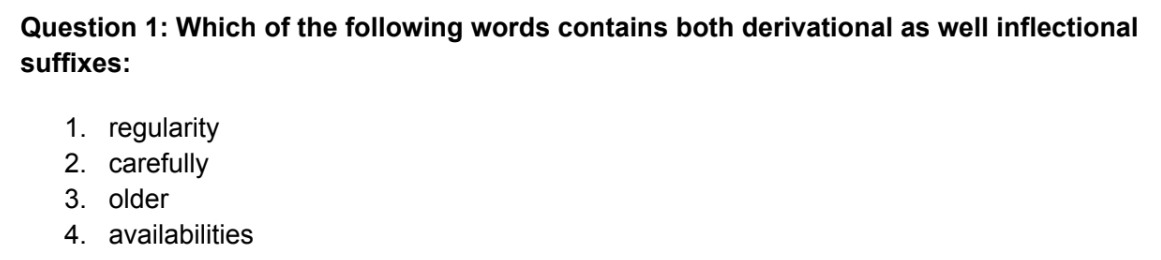 Question 1: Which of the following words contains both derivational as well inflectional
suffixes:
1. regularity
2. carefully
3. older
4. availabilities